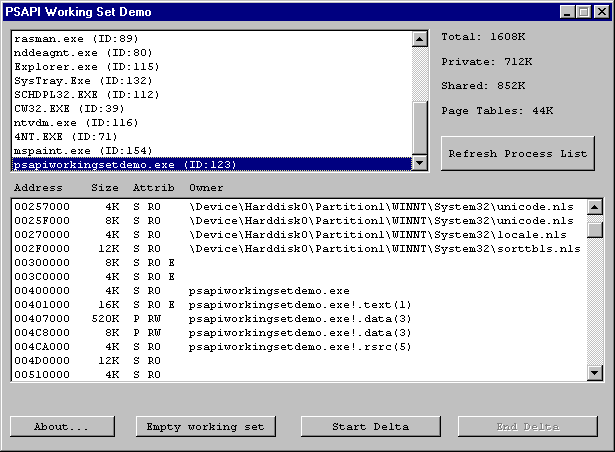 PSAPI Working Set Demo
rasman.exe (ID:89)
nddeagnt.exe (ID:80)
Explorer.exe (ID:115)
SysTray.Exe (ID:132)
SCHDPL32.EXE (ID:112)
CW32.EXE (ID:39)
ntvdm.exe (ID:116)
4NT.EXE (ID:71)
mspaint.exe (ID:154)
psapiworkingsetdemo.exe (ID:123)
Total: 1608K
Private: 712K
Shared: 852K
Page Tables: 44K
Refresh Process List
Address Size Attrib Owner
00257000 4K S RO \Device\Harddisk0\Partition1\WINNT\System32\unicode.nls
0025F000 8K S RO \Device\Harddisk0\Partition1\WINNT\System32\unicode.nls
00270000 4K S RO \Device\Harddisk0\Partition1\WINNT\System32\locale.nls
002F0000 12K S RO \Device\Harddisk0\Partition1\WINNT\System32\sorttbls.nls
00300000 8K S RO E
003C0000 4K S RO E
00400000 4K S RO psapiworkingsetdemo.exe
00401000 16K S RO E psapiworkingsetdemo.exe!.text(1)
00407000 520K P RW psapiworkingsetdemo.exe!.data(3)
004C8000 8K P RW psapiworkingsetdemo.exe!.data(3)
004CA000 4K S RO psapiworkingsetdemo.exe!.rsrc(5)
004D0000 12K S RO
00510000 4K S RO
About...
Empty working set
Start Delta
End Delta